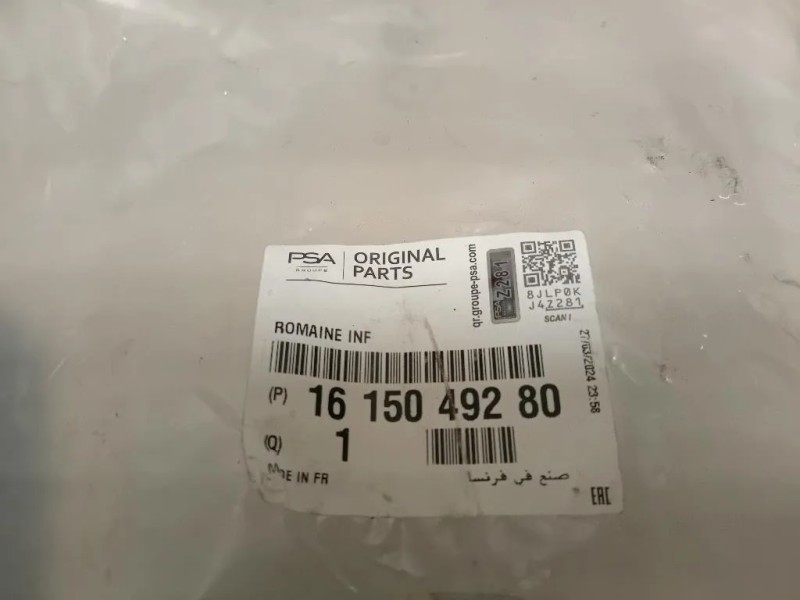 PSA
GROUPE
ORIGINAL
PARTS
qr.groupe-psa.com
Z281
8JLP0K
J4Z281
SCAN!
ROMAINE INF
27/03/2024 23:58
(P) 16 150 492 80
(Q) 1
IN FR
صنع في فرنسا
EAC